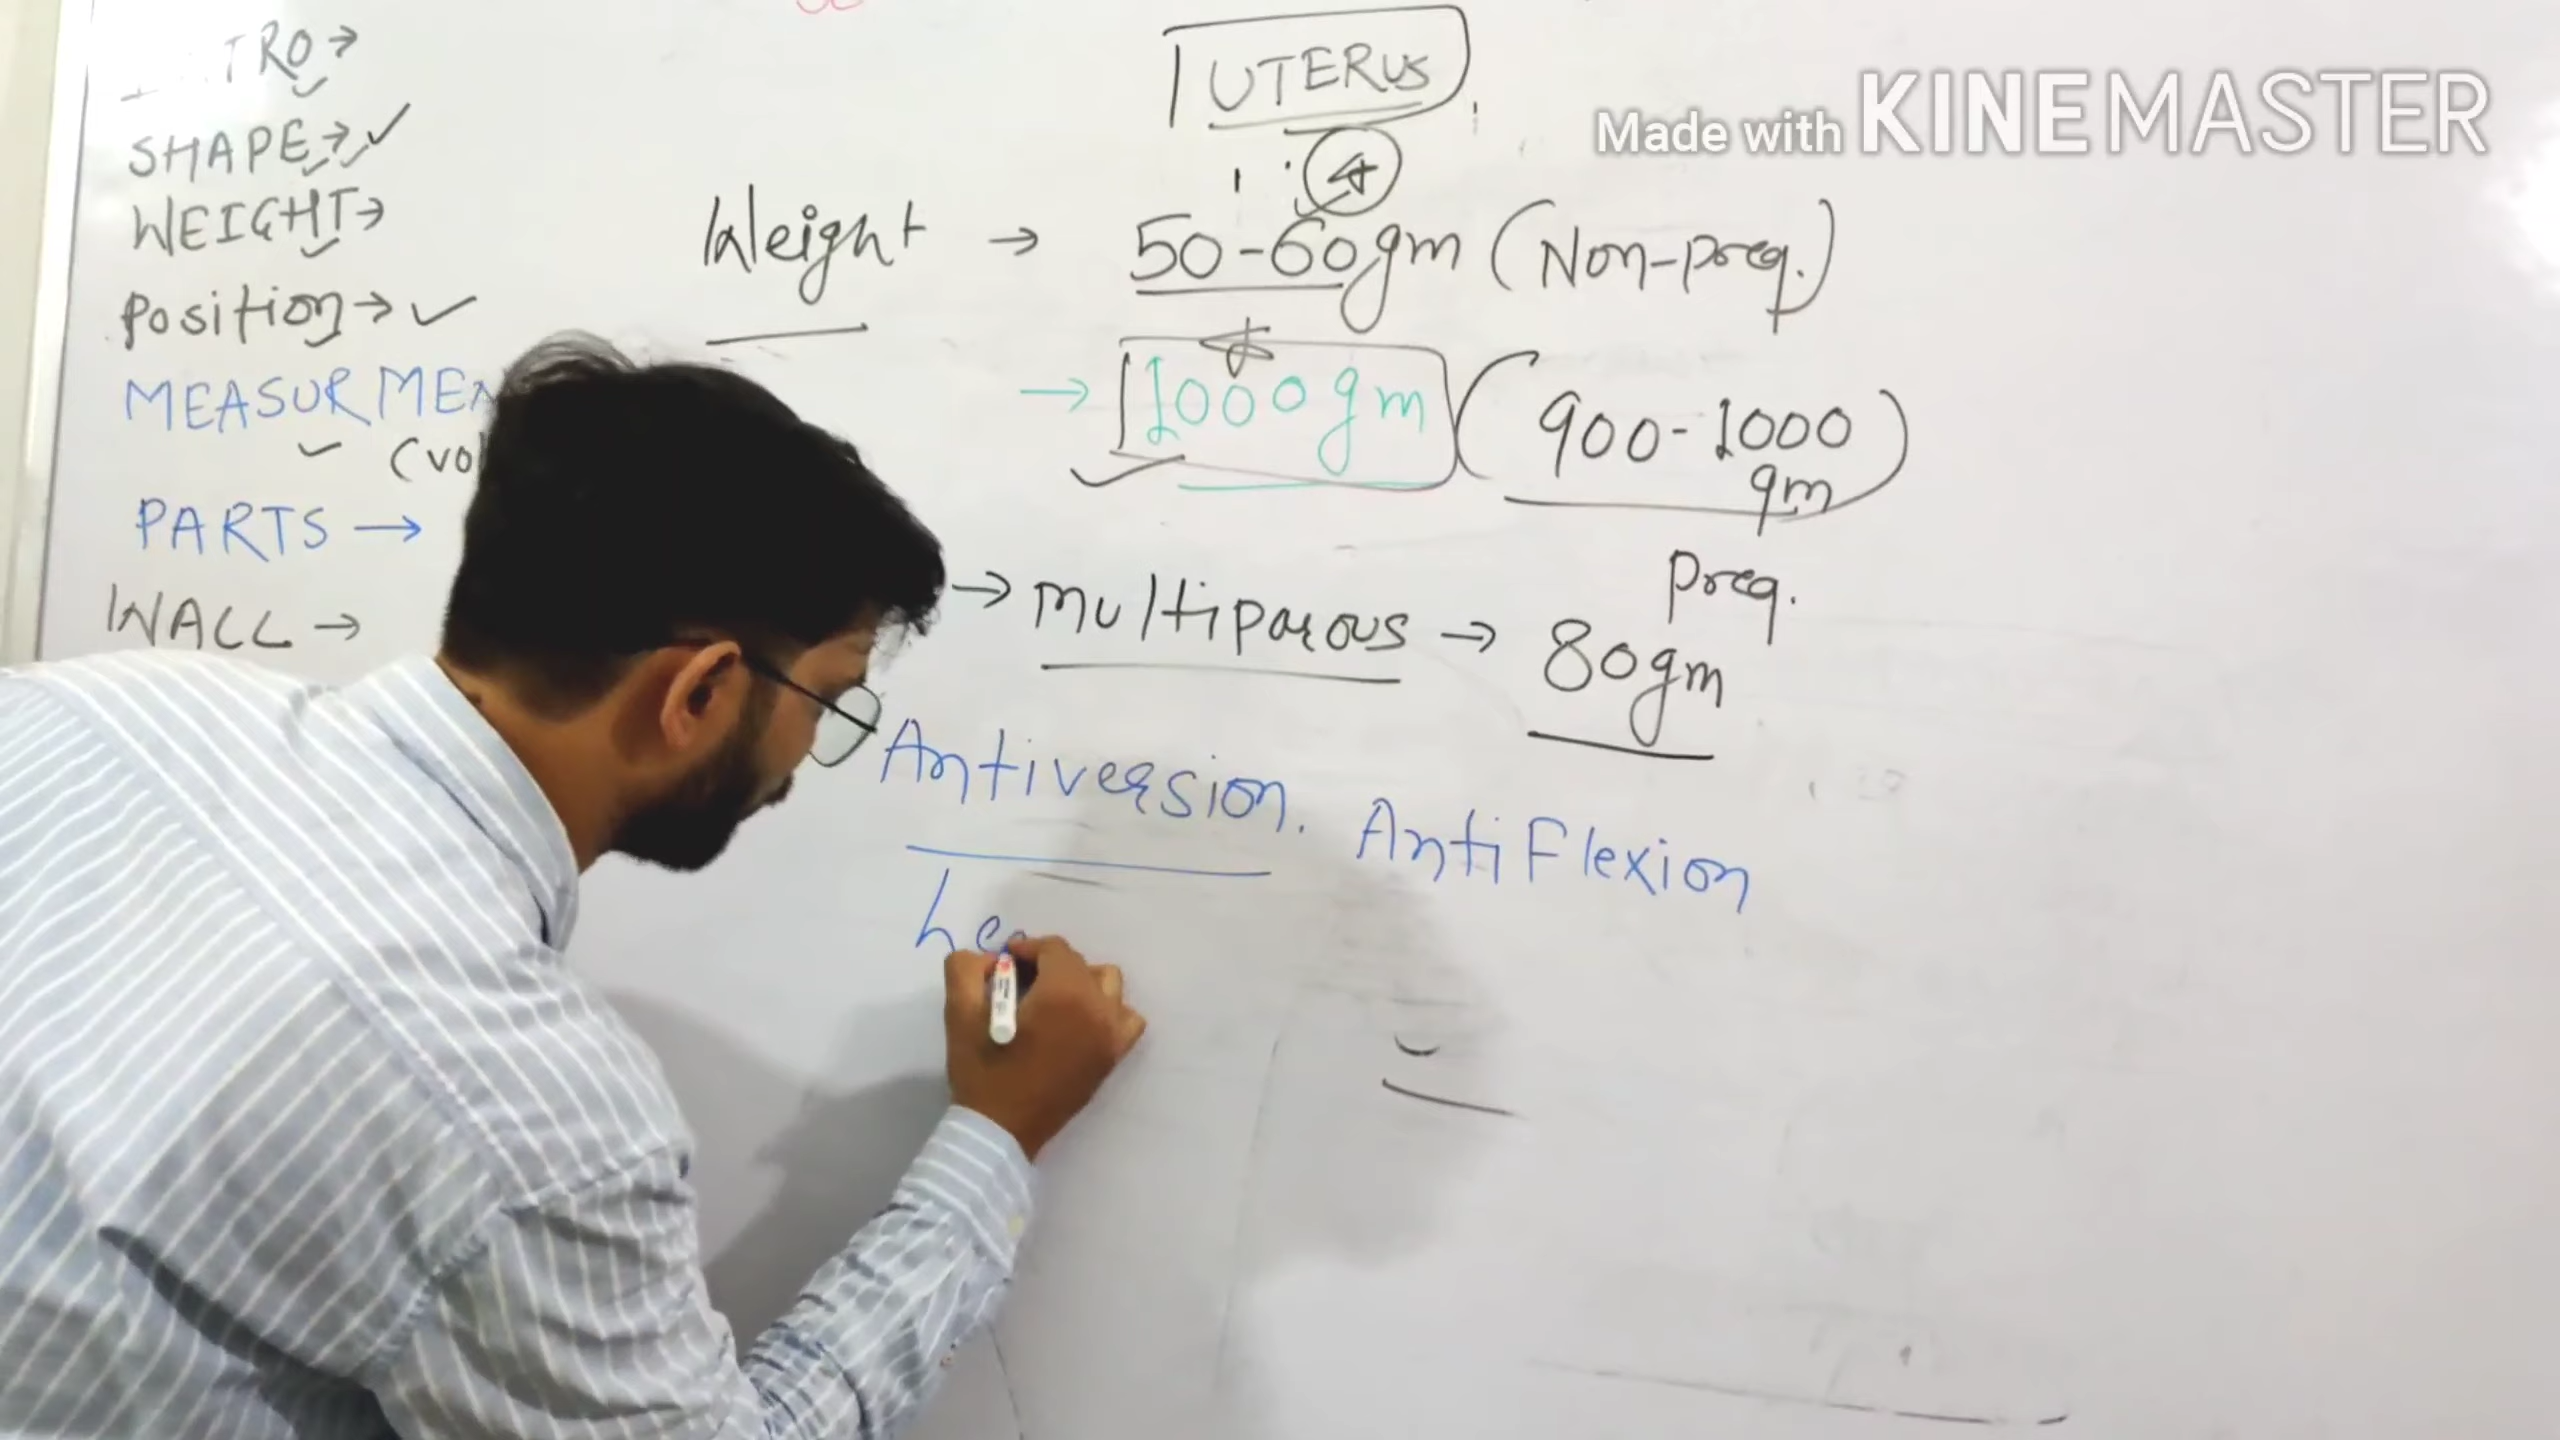 UTERUS
Made with KINEMASTER
SHAPE →
WEIGHT →
Position →
PARTS →
WALL →
Weight → 50-60gm (Non-preg.)
→ 1000gm (900-1000
gm)
preg.
→ multiparous → 80gm
Antiversion. AntiFlexion